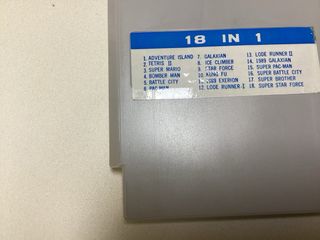 18 IN 1
1. ADVENTURE ISLAND
2. TETRIS II
3. SUPER MARIO
4. BOMBER MAN
5. BATTLE CITY
6. PAC-MAN
7. GALAXIAN
8. ICE CLIMBER
9. STAR FORCE
10. KUNG FU
11. 1989 EXERION
12. LODE RUNNER I
13. LODE RUNNER II
14. 1989 GALAXIAN
15. SUPER PAC-MAN
16. SUPER BATTLE CITY
17. SUPER BROTHER
18. SUPER STAR FORCE